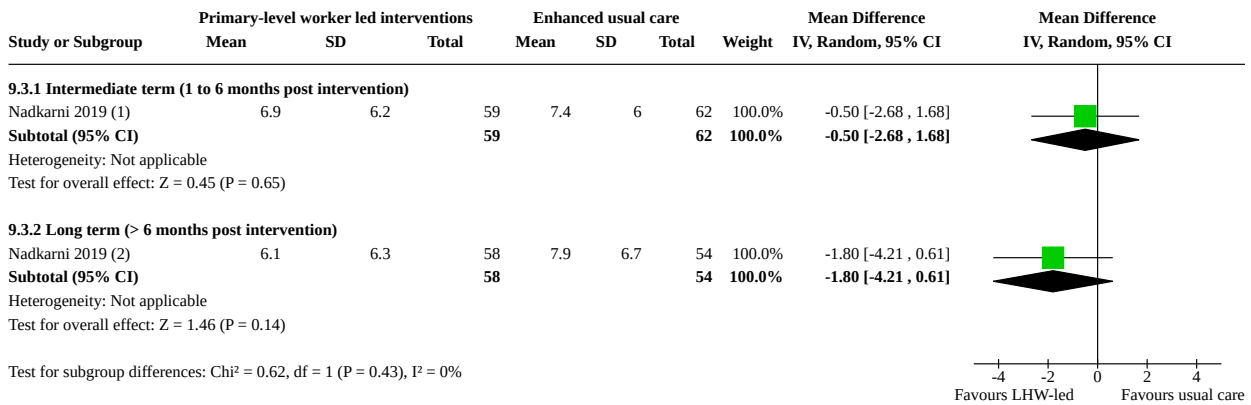 Primary-level worker led interventions Enhanced usual care Mean Difference Mean Difference
Study or Subgroup Mean SD Total Mean SD Total Weight IV, Random, 95% CI IV, Random, 95% CI
9.3.1 Intermediate term (1 to 6 months post intervention)
Nadkarni 2019 (1) 6.9 6.2 59 7.4 6 62 100.0% -0.50 [-2.68 , 1.68]
Subtotal (95% CI) 59 62 100.0% -0.50 [-2.68 , 1.68]
Heterogeneity: Not applicable
Test for overall effect: Z = 0.45 (P = 0.65)
9.3.2 Long term (> 6 months post intervention)
Nadkarni 2019 (2) 6.1 6.3 58 7.9 6.7 54 100.0% -1.80 [-4.21 , 0.61]
Subtotal (95% CI) 58 54 100.0% -1.80 [-4.21 , 0.61]
Heterogeneity: Not applicable
Test for overall effect: Z = 1.46 (P = 0.14)
Test for subgroup differences: Chi² = 0.62, df = 1 (P = 0.43), I² = 0%
-4 -2 0 2 4
Favours LHW-led Favours usual care